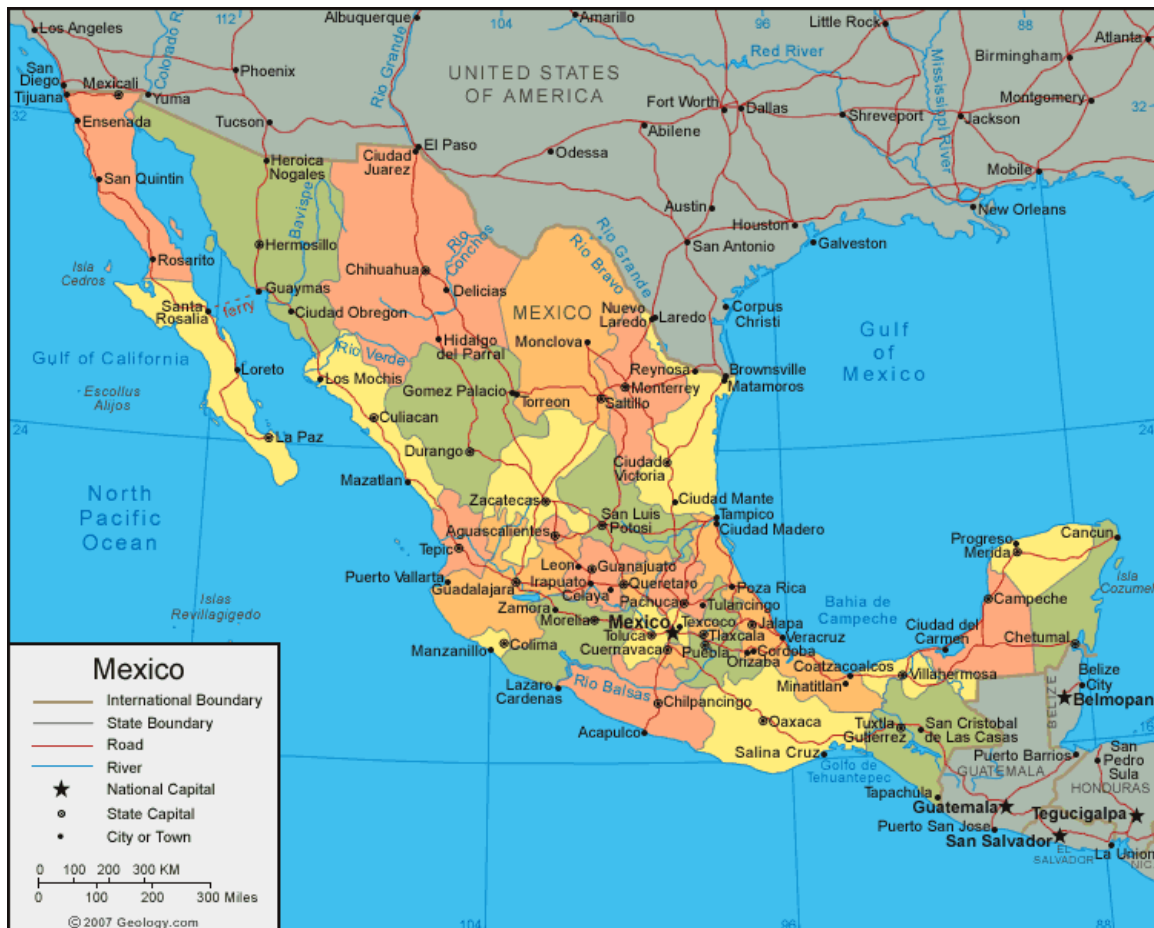 112
Albuquerque
104
Amarillo
96
Little Rock
88
Los Angeles
Colorado R
Rio Grande
Red River
Birmingham
Atlanta
San
Diego
Tijuana
Mexicali
Yuma
Phoenix
UNITED STATES
OF AMERICA
Fort Worth
Dallas
Mississippi River
Montgomery
32
32
Ensenada
Tucson
Abilene
Shreveport
Jackson
El Paso
Ciudad
Juarez
Odessa
Heroica
Nogales
Mobile
San Quintin
Bavispe
Austin
Houston
New Orleans
Hermosillo
Rio
Conchos
Rio Grande
Rio Bravo
San Antonio
Galveston
Rosarito
Isla
Cedros
Chihuahua
Delicias
Guaymas
ferry
Santa
Rosalia
Ciudad Obregon
MEXICO
Nuevo
Laredo
Laredo
Corpus
Christi
Gulf
of
Mexico
Gulf of California
Rio Verde
Hidalgo
del Parral
Monclova
Loreto
Los Mochis
Reynosa
Brownsville
Matamoros
Escollus
Alijos
Gomez Palacio
Torreon
Monterrey
Saltillo
Culiacan
24
24
La Paz
Durango
Ciudad
Victoria
Mazatlan
North
Pacific
Ocean
Zacatecas
Ciudad Mante
San Luis
Potosi
Tampico
Ciudad Madero
Aguascalientes
Tepic
Progreso
Merida
Cancun
Puerto Vallarta
Leon
Guanajuato
Guadalajara
Irapuato
Queretaro
Celaya
Poza Rica
Isla
Cozumel
Islas
Revillagigedo
Zamora
Pachuca
Tulancingo
Bahia de
Campeche
Campeche
Morelia
Mexico
Texcoco
Jalapa
Ciudad del
Carmen
Toluca
Tlaxcala
Veracruz
Chetumal
Manzanillo
Colima
Cuernavaca
Puebla
Cordoba
Orizaba
Coatzacoalcos
Villahermosa
Belize
City
BELIZE
Belmopan
Lazaro
Cardenas
Rio Balsas
Minatitlan
Chilpancingo
Oaxaca
Tuxtla
Gutierrez
San Cristobal
de Las Casas
16
Acapulco
Salina Cruz
Golfo de
Tehuantepec
Puerto Barrios
San
Pedro
Sula
GUATEMALA
HONDURAS
Tapachula
Guatemala
Tegucigalpa
Puerto San Jose
San Salvador
EL
SALVADOR
La Union
NIC
104
96
88
Mexico
International Boundary
State Boundary
Road
River
National Capital
State Capital
City or Town
0 100 200 300 KM
0 100 200 300 Miles
© 2007 Geology.com